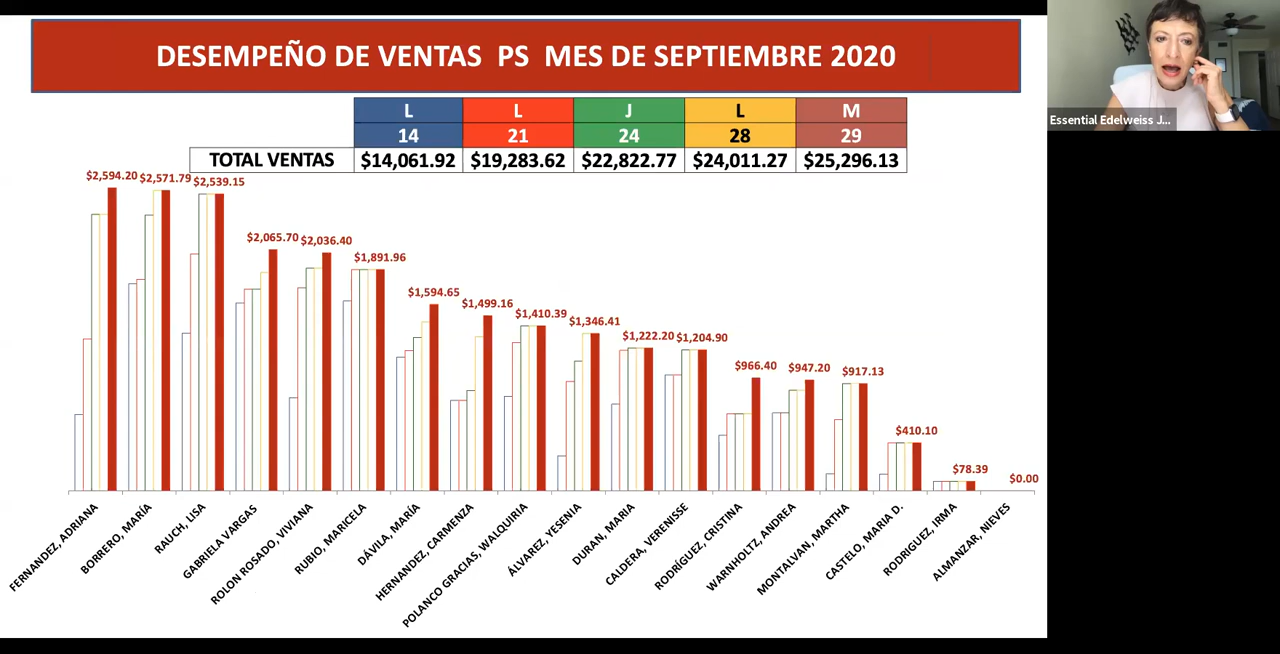 DESEMPEÑO DE VENTAS PS MES DE SEPTIEMBRE 2020
Essential Edelweiss J...
L L J L M
14 21 24 28 29
TOTAL VENTAS $14,061.92 $19,283.62 $22,822.77 $24,011.27 $25,296.13
$2,594.20 $2,571.79 $2,539.15 $2,065.70 $2,036.40 $1,891.96 $1,594.65 $1,499.16 $1,410.39 $1,346.41 $1,222.20 $1,204.90 $966.40 $947.20 $917.13 $410.10 $78.39 $0.00
FERNANDEZ, ADRIANA
BORRERO, MARÍA
RAUCH, LISA
GABRIELA VARGAS
ROLON ROSADO, VIVIANA
RUBIO, MARICELA
DÁVILA, MARÍA
HERNANDEZ, CARMENZA
POLANCO GRACIAS, WALQUIRIA
ÁLVAREZ, YESENIA
DURAN, MARIA
CALDERA, VERENISSE
RODRÍGUEZ, CRISTINA
WARNHOLTZ, ANDREA
MONTALVAN, MARTHA
CASTELO, MARIA D.
RODRIGUEZ, IRMA
ALMANZAR, NIEVES